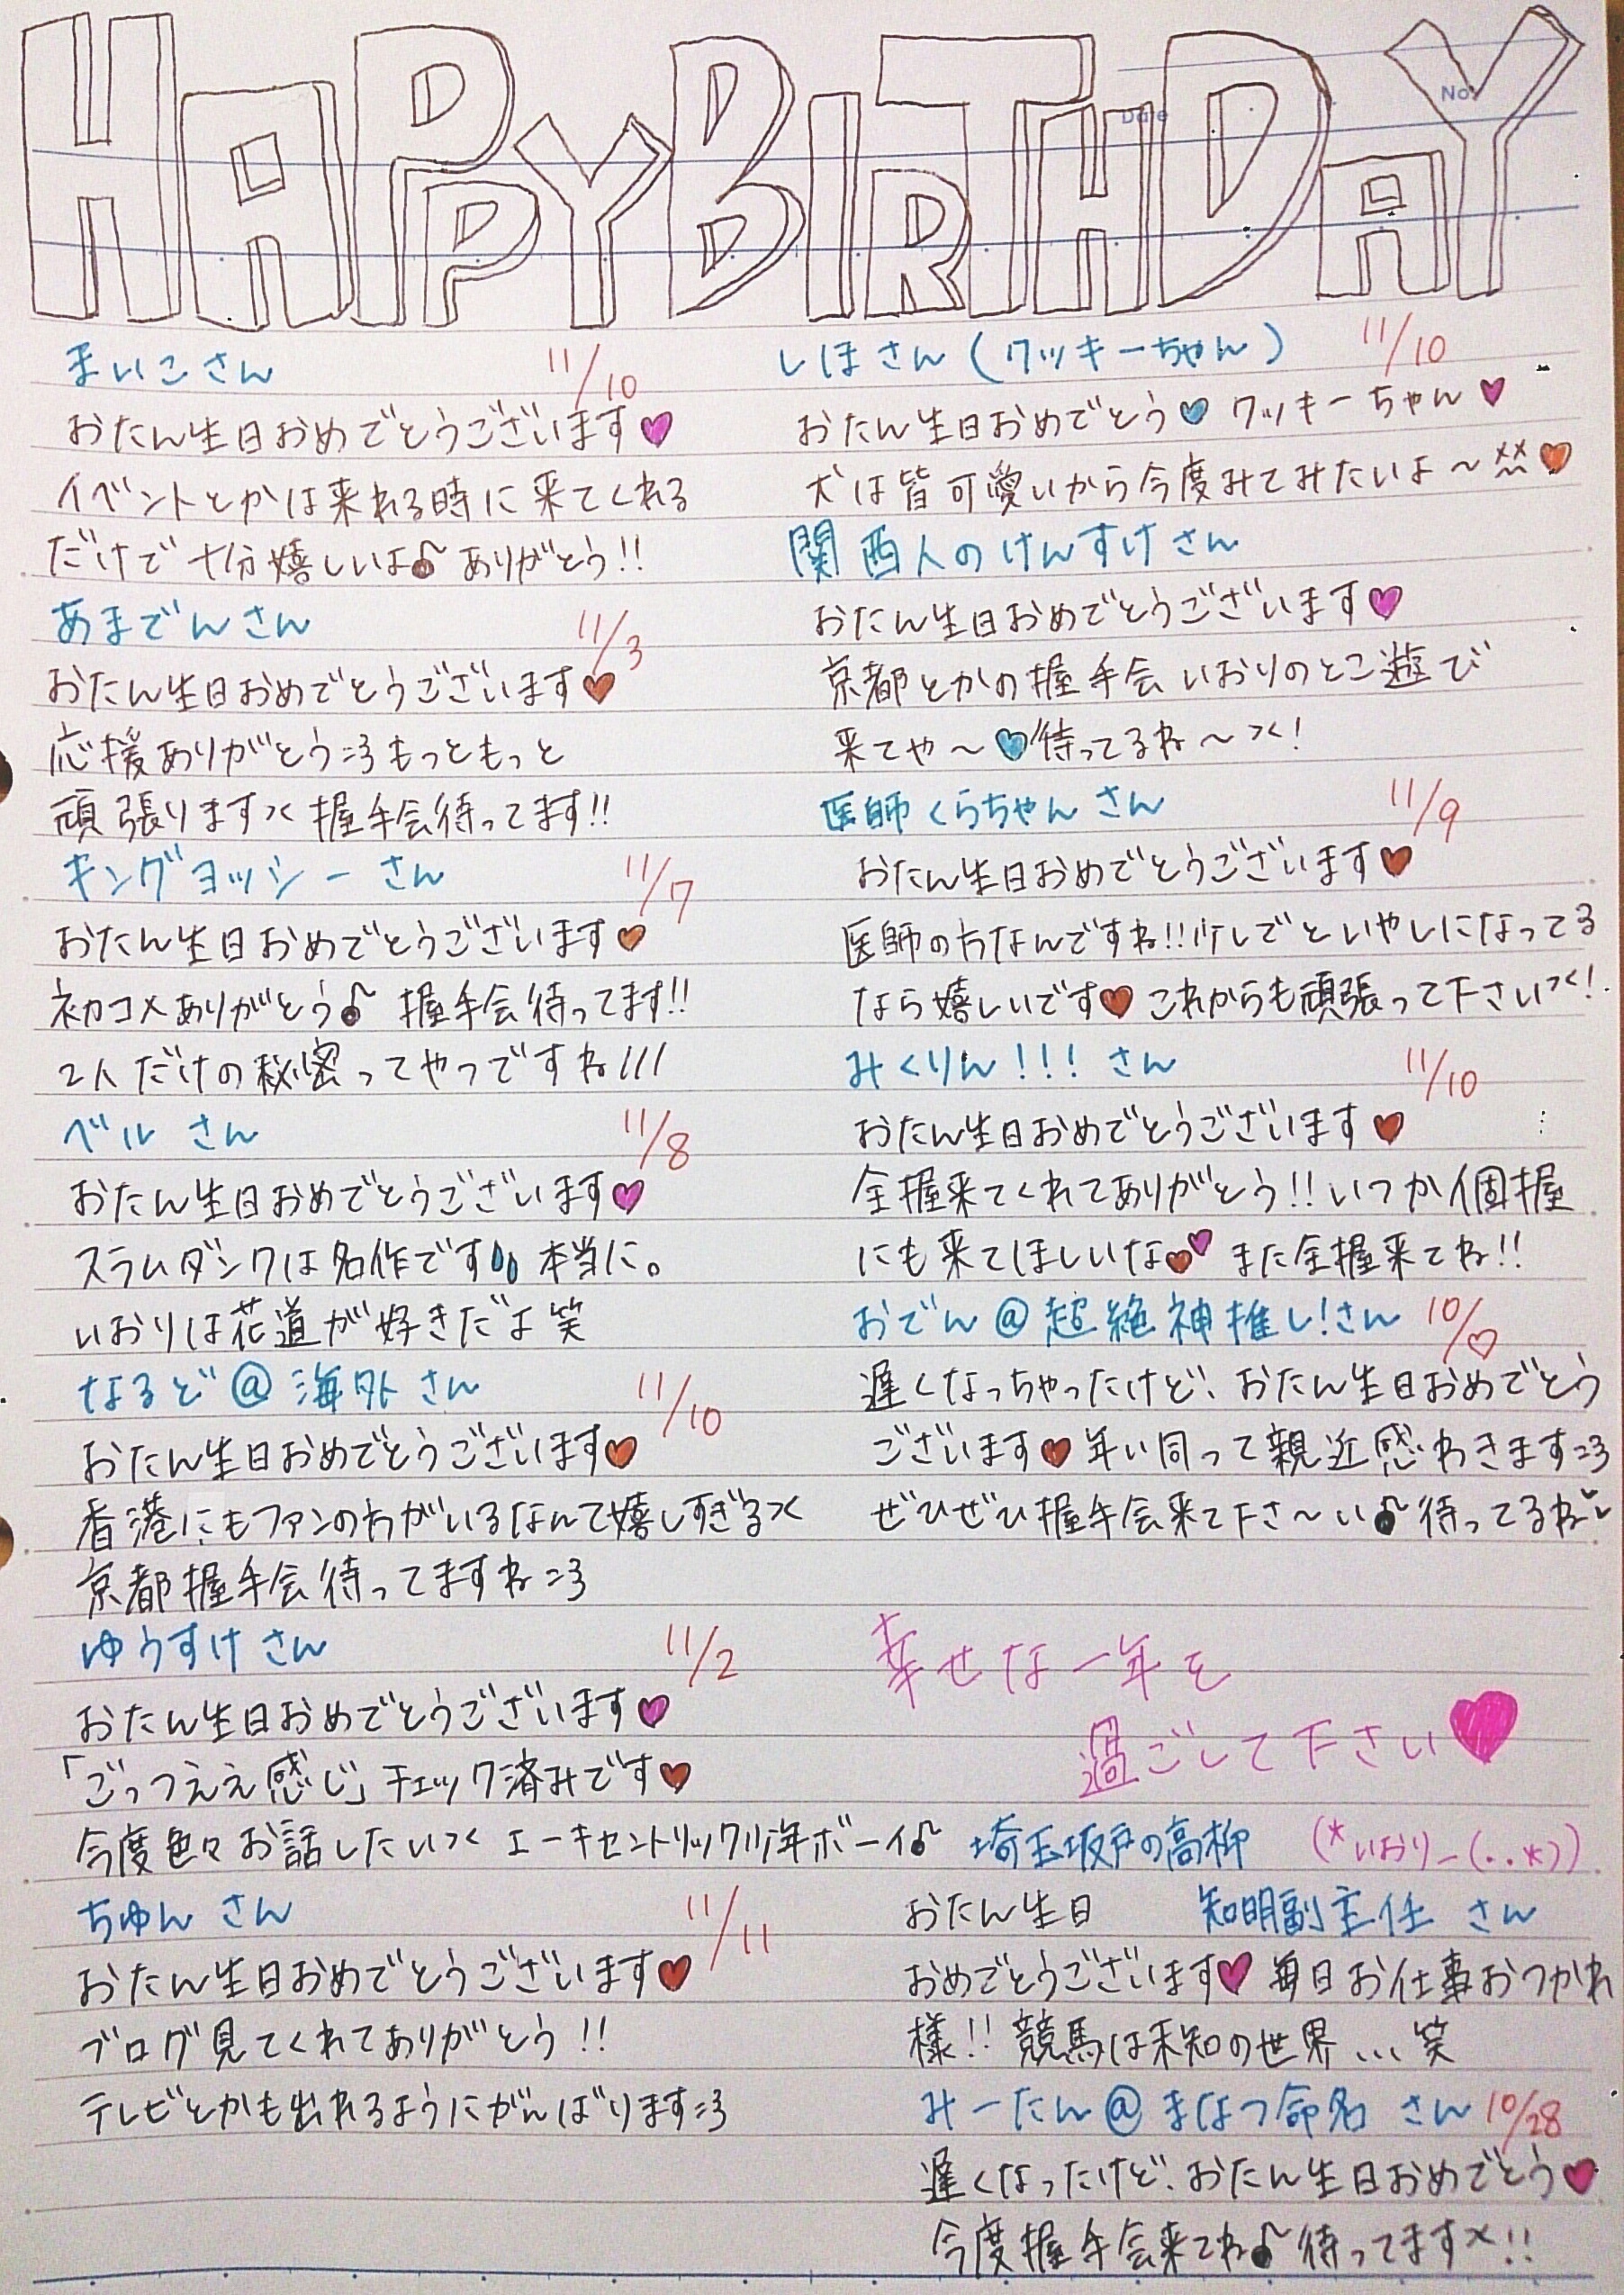 HAPPY BIRTHDAY
No.
Date
まいこさん 11/10
おたん生日おめでとうございます♥
イベントとかは来れる時に来てくれる
だけで十分嬉しいよ♪ありがとう!!
あまでんさん 11/3
おたん生日おめでとうございます♥
応援ありがとう=3もっともっと
頑張ります>< 握手会待ってます!!
キングヨッシーさん 11/7
おたん生日おめでとうございます♥
初コメありがとう♪ 握手会待ってます!!
2人だけの秘密ってやつですね///
ベルさん 11/8
おたん生日おめでとうございます♥
スラムダンクは名作です 本当に。
いおりは花道が好きだよ笑
なるど@海外さん 11/10
おたん生日おめでとうございます♥
香港にもファンの方がいるなんて嬉しすぎる><
京都握手会待ってますね=3
ゆうすけさん 11/2
おたん生日おめでとうございます♥
「ごっつええ感じ」チェック済みです♥
今度色々お話したい>< エーキセントリック少年ボーイ♪
ちゅんさん 11/11
おたん生日おめでとうございます♥
ブログ見てくれてありがとう!!
テレビとかも出れるようにがんばります=3
しほさん(クッキーちゃん) 11/10
おたん生日おめでとう♥クッキーちゃん♥
犬は皆可愛いから今度みてみたいよ〜♥
関西人のけんすけさん
おたん生日おめでとうございます♥
京都とかの握手会いおりのとこ遊び
来てや〜♥待ってるね〜><!
医師くらちゃんさん 11/9
おたん生日おめでとうございます♥
医師の方なんですね!!少しでもいやしになってる
なら嬉しいです♥これからも頑張って下さい><!
みくりん!!!さん 11/10
おたん生日おめでとうございます♥
全握来てくれてありがとう!!いつか個握
にも来てほしいな♥♥ また全握来てね!!
おでん@超絶神推し!さん 10/♡
遅くなっちゃったけど、おたん生日おめでとう
ございます♥年い同って親近感わきます=3
ぜひぜひ握手会来て下さ〜い♪待ってるね♥
幸せな一年を
過ごして下さい♥
(*いおりー(..*))
埼玉坂戸の高柳
知明副主任さん
おたん生日
おめでとうございます♥毎日お仕事おつかれ
様!!競馬は未知の世界...笑
みーたん@まなつ命名さん 10/28
遅くなったけど、おたん生日おめでとう♥
今度握手会来てね♪待ってます><!!